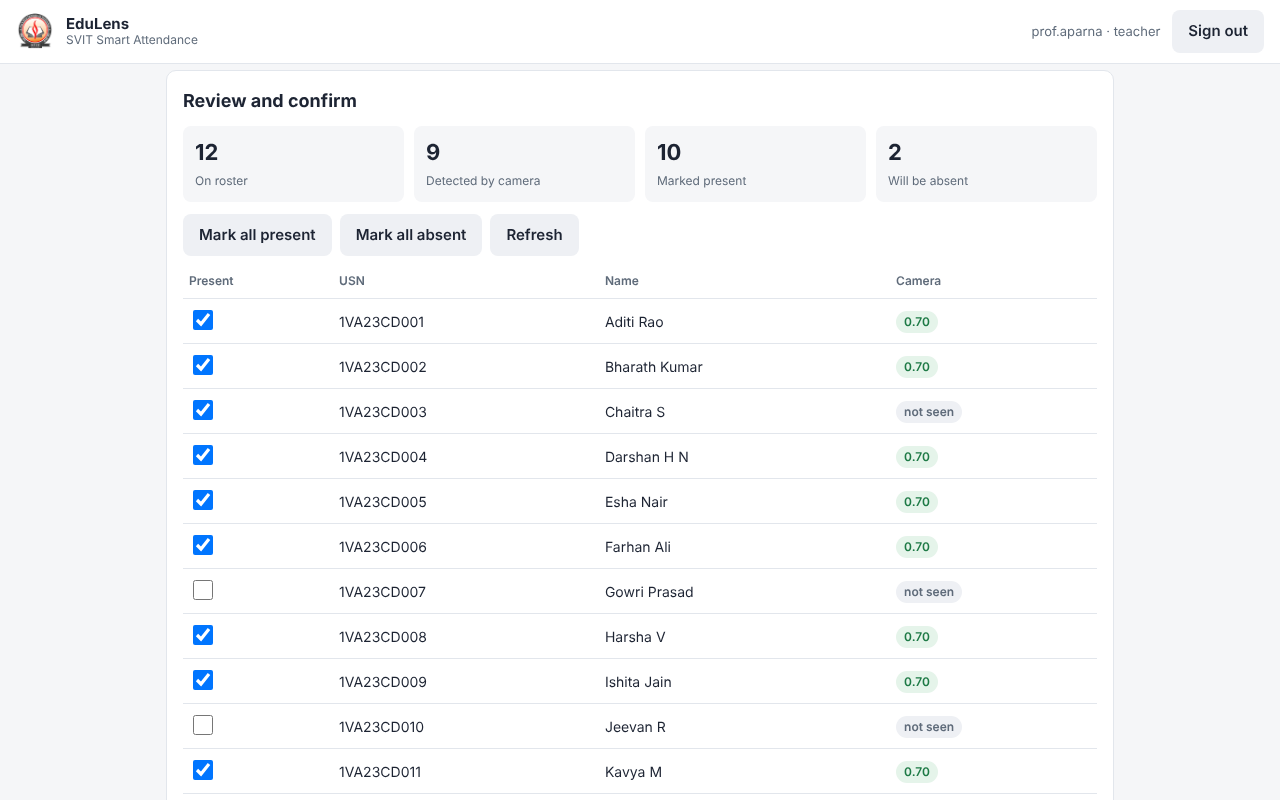 EduLens
SVIT Smart Attendance
prof.aparna · teacher
Sign out
Review and confirm
12
On roster
9
Detected by camera
10
Marked present
2
Will be absent
Mark all present
Mark all absent
Refresh
Present USN Name Camera
1VA23CD001 Aditi Rao 0.70
1VA23CD002 Bharath Kumar 0.70
1VA23CD003 Chaitra S not seen
1VA23CD004 Darshan H N 0.70
1VA23CD005 Esha Nair 0.70
1VA23CD006 Farhan Ali 0.70
1VA23CD007 Gowri Prasad not seen
1VA23CD008 Harsha V 0.70
1VA23CD009 Ishita Jain 0.70
1VA23CD010 Jeevan R not seen
1VA23CD011 Kavya M 0.70